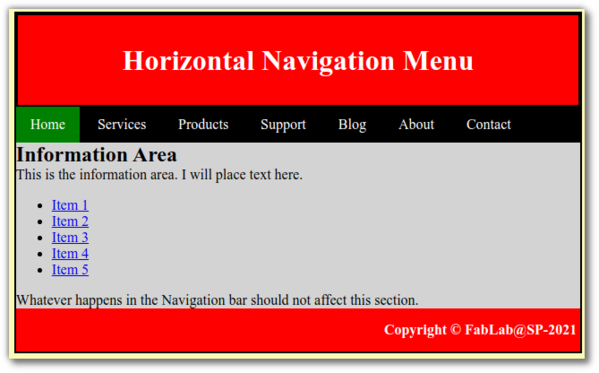 Horizontal Navigation Menu
Home Services Products Support Blog About Contact
Information Area
This is the information area. I will place text here.
Item 1
Item 2
Item 3
Item 4
Item 5
Whatever happens in the Navigation bar should not affect this section.
Copyright © FabLab@SP-2021